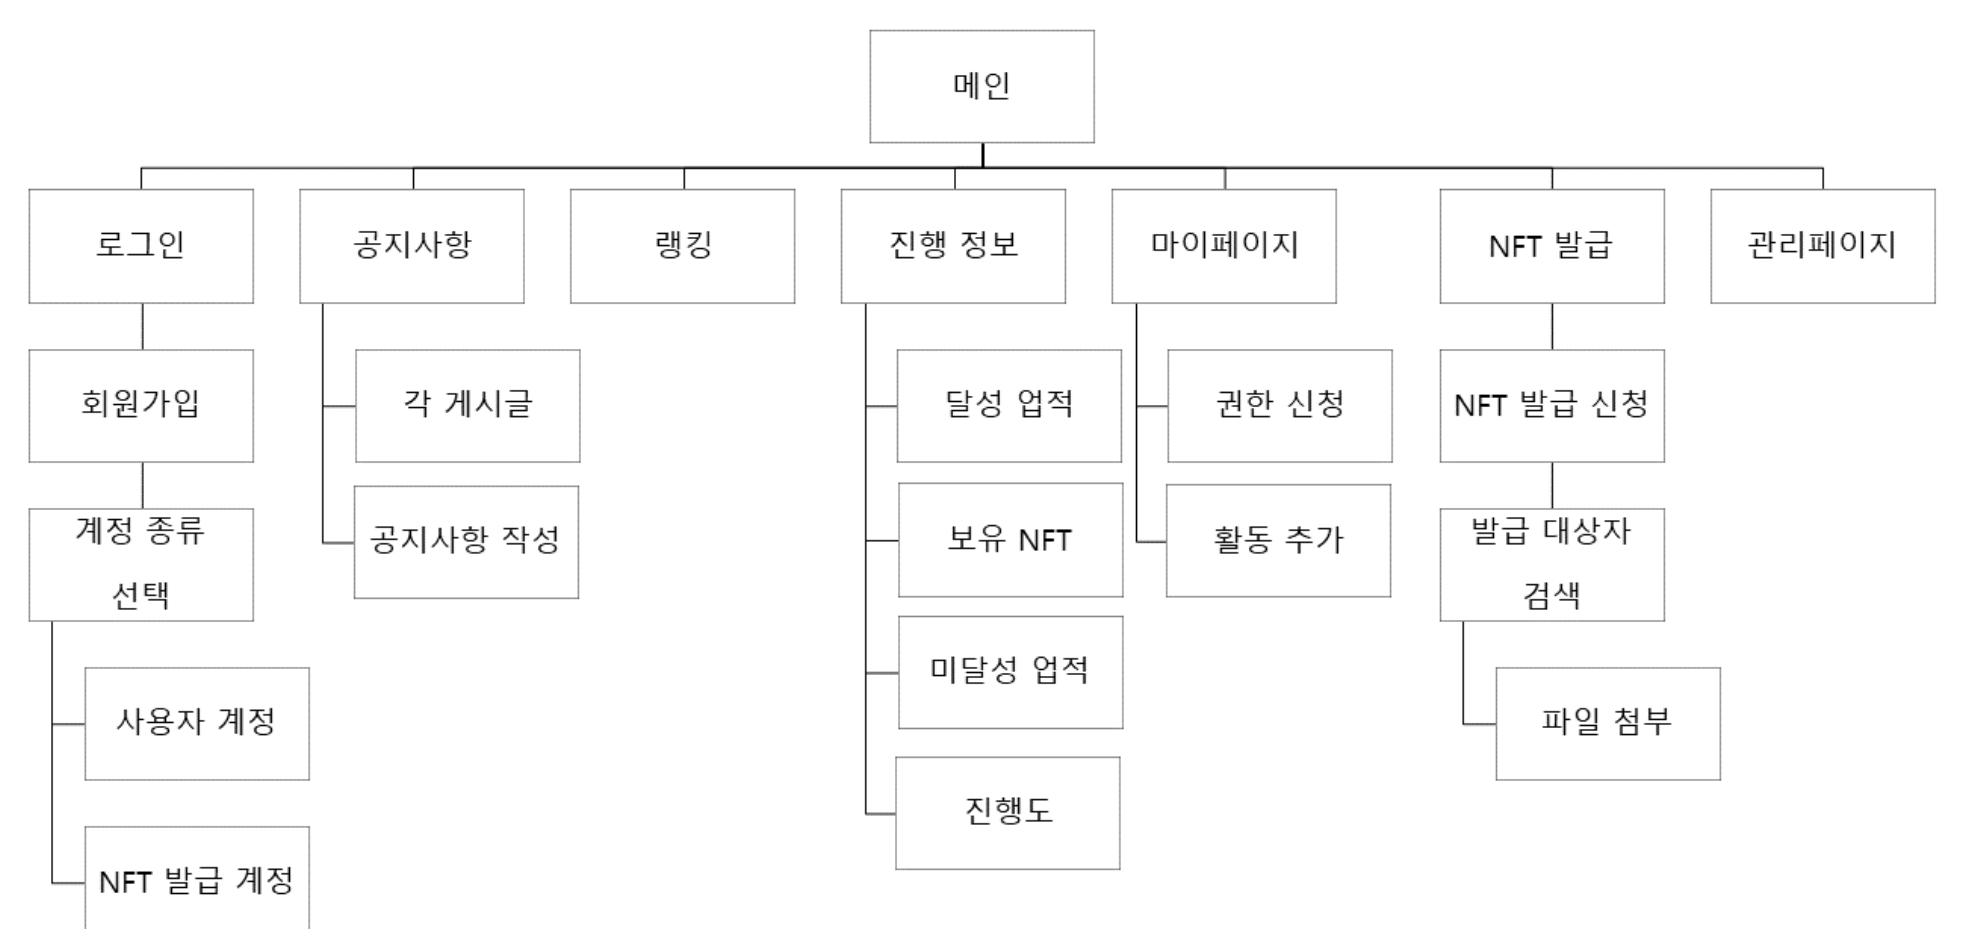 메인
로그인
공지사항
랭킹
진행 정보
마이페이지
NFT 발급
관리페이지
회원가입
각 게시글
달성 업적
권한 신청
NFT 발급 신청
계정 종류
선택
공지사항 작성
보유 NFT
활동 추가
발급 대상자
검색
미달성 업적
사용자 계정
파일 첨부
진행도
NFT 발급 계정